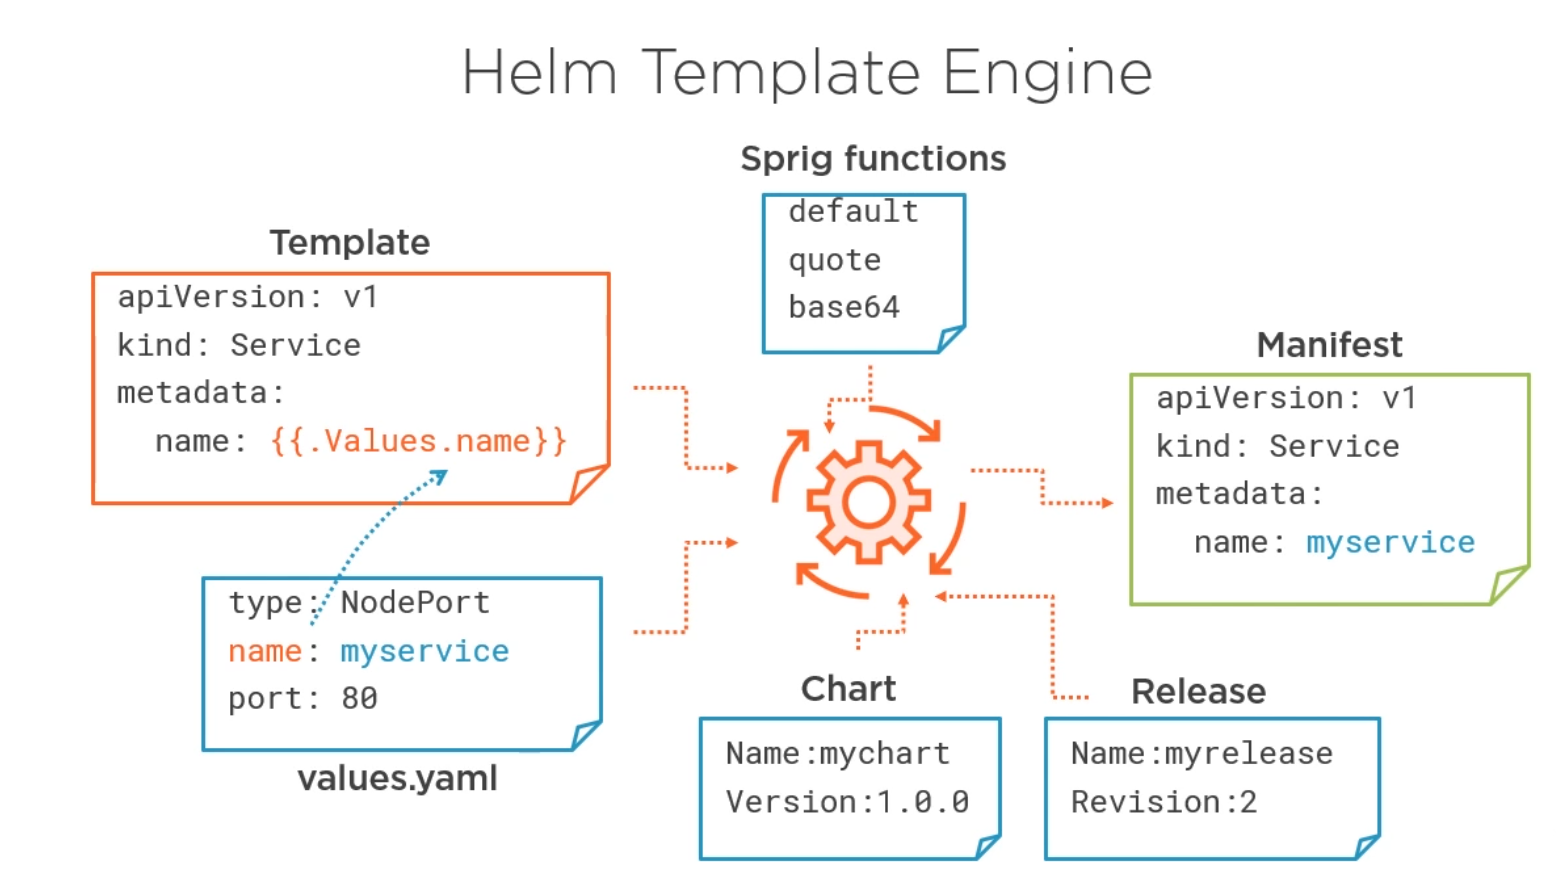 Helm Template Engine
Sprig functions
default
quote
base64
Template
apiVersion: v1
kind: Service
metadata:
name: {{.Values.name}}
type: NodePort
name: myservice
port: 80
values.yaml
Manifest
apiVersion: v1
kind: Service
metadata:
name: myservice
Chart
Name:mychart
Version:1.0.0
Release
Name:myrelease
Revision:2